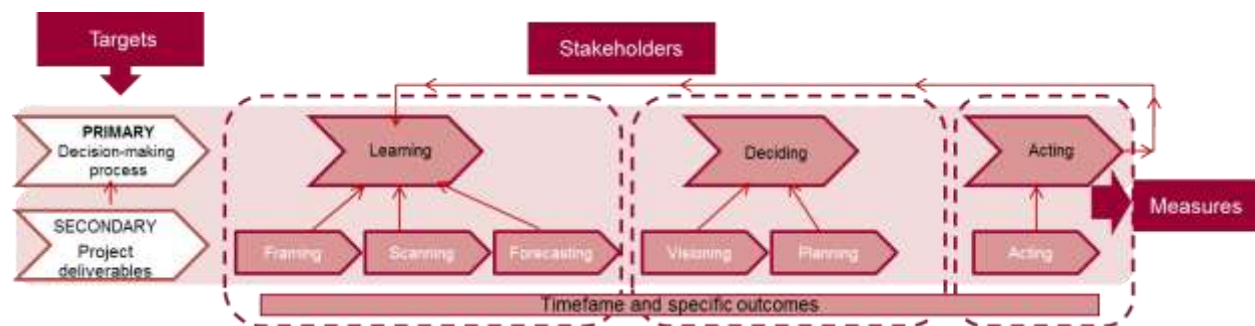 Targets
Stakeholders
PRIMARY
Decision-making
process
Learning
Deciding
Acting
Measures
SECONDARY
Project
deliverables
Framing
Scanning
Forecasting
Visioning
Planning
Acting
Timefame and specific outcomes